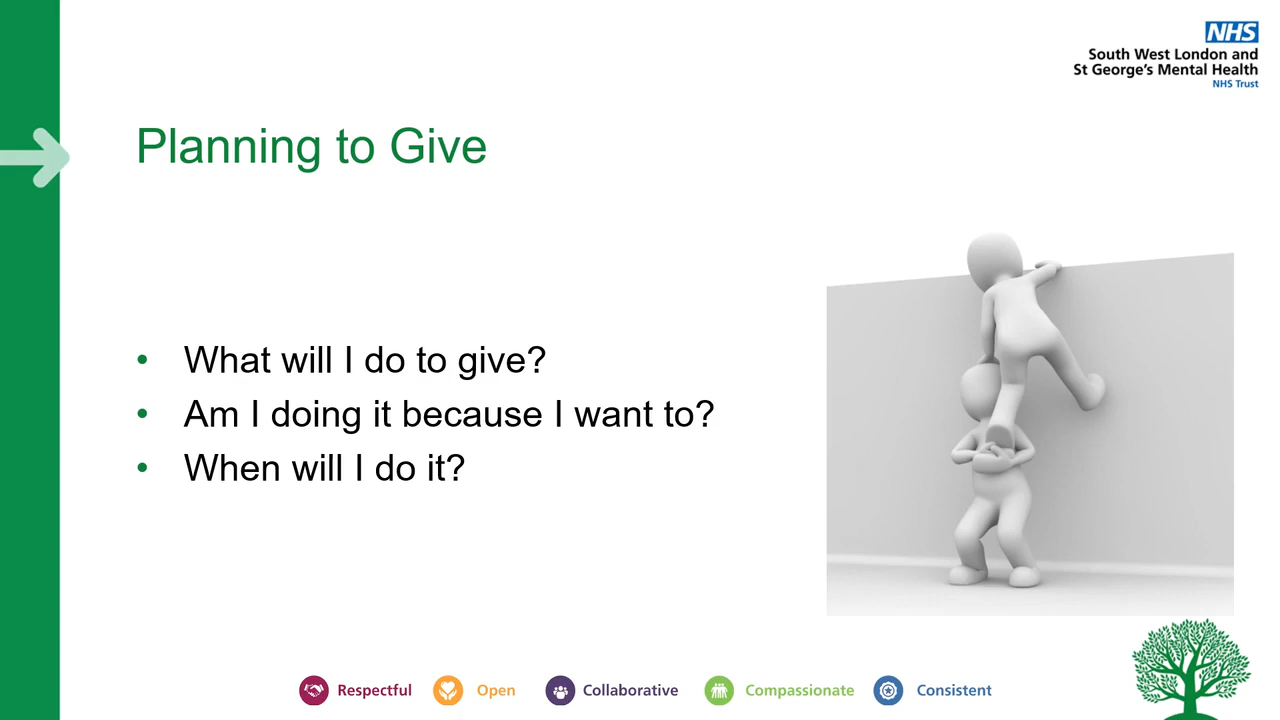 NHS
South West London and
St George's Mental Health
NHS Trust
Planning to Give
• What will I do to give?
• Am I doing it because I want to?
• When will I do it?
Respectful Open Collaborative Compassionate Consistent